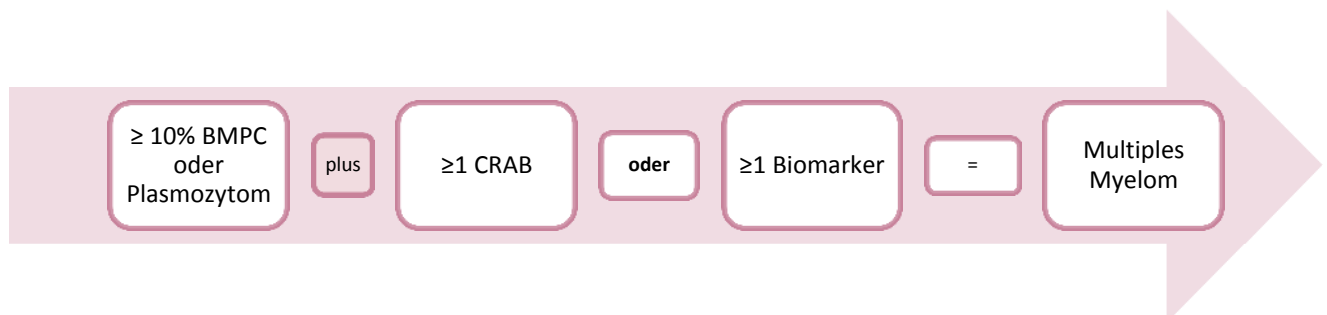 ≥ 10% BMPC
oder
Plasmozytom
plus
≥1 CRAB
oder
≥1 Biomarker
=
Multiples
Myelom